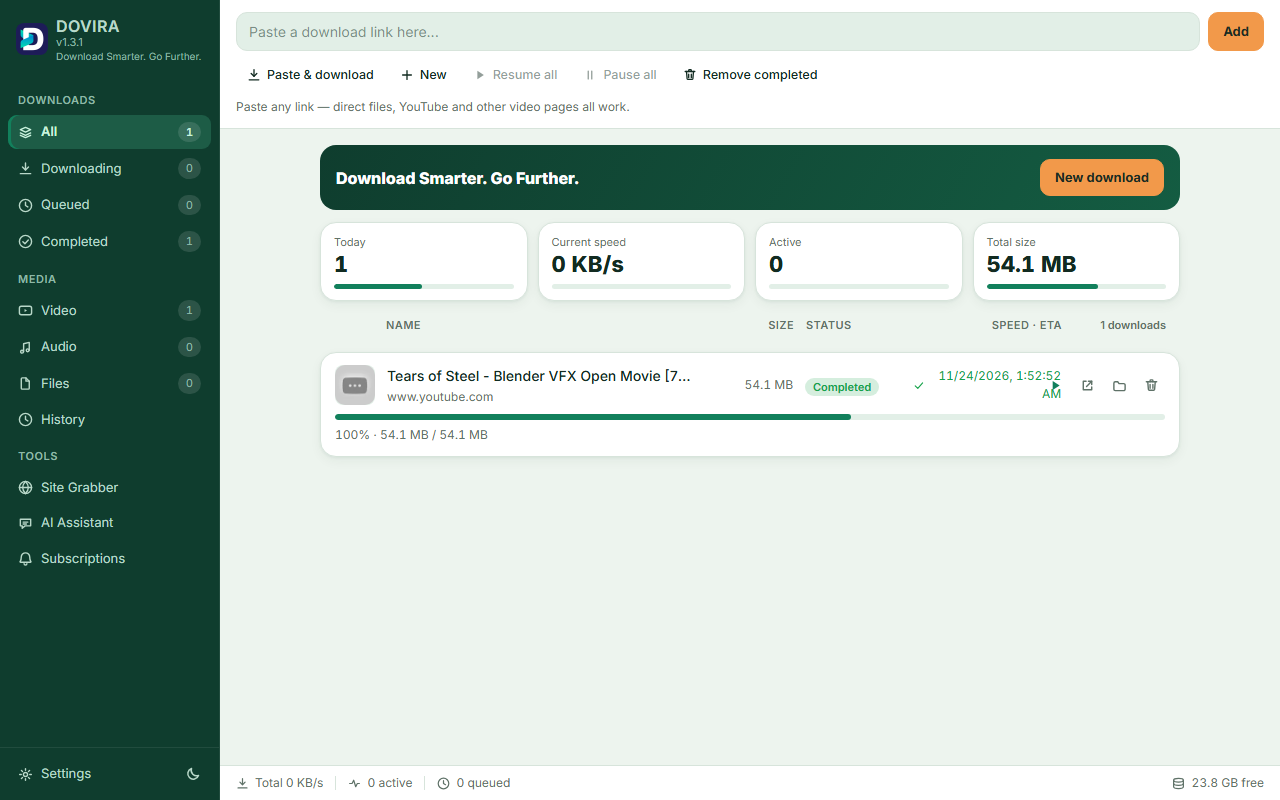 DOVIRA
v1.3.1
Download Smarter. Go Further.
DOWNLOADS
All 1
Downloading 0
Queued 0
Completed 1
MEDIA
Video 1
Audio 0
Files 0
History
TOOLS
Site Grabber
AI Assistant
Subscriptions
Settings
Paste a download link here...
Add
Paste & download New Resume all Pause all Remove completed
Paste any link — direct files, YouTube and other video pages all work.
Download Smarter. Go Further.
New download
Today
1
Current speed
0 KB/s
Active
0
Total size
54.1 MB
NAME SIZE STATUS SPEED · ETA 1 downloads
Tears of Steel - Blender VFX Open Movie [7...
www.youtube.com
54.1 MB
Completed
11/24/2026, 1:52:52
AM
100% · 54.1 MB / 54.1 MB
Total 0 KB/s 0 active 0 queued 23.8 GB free